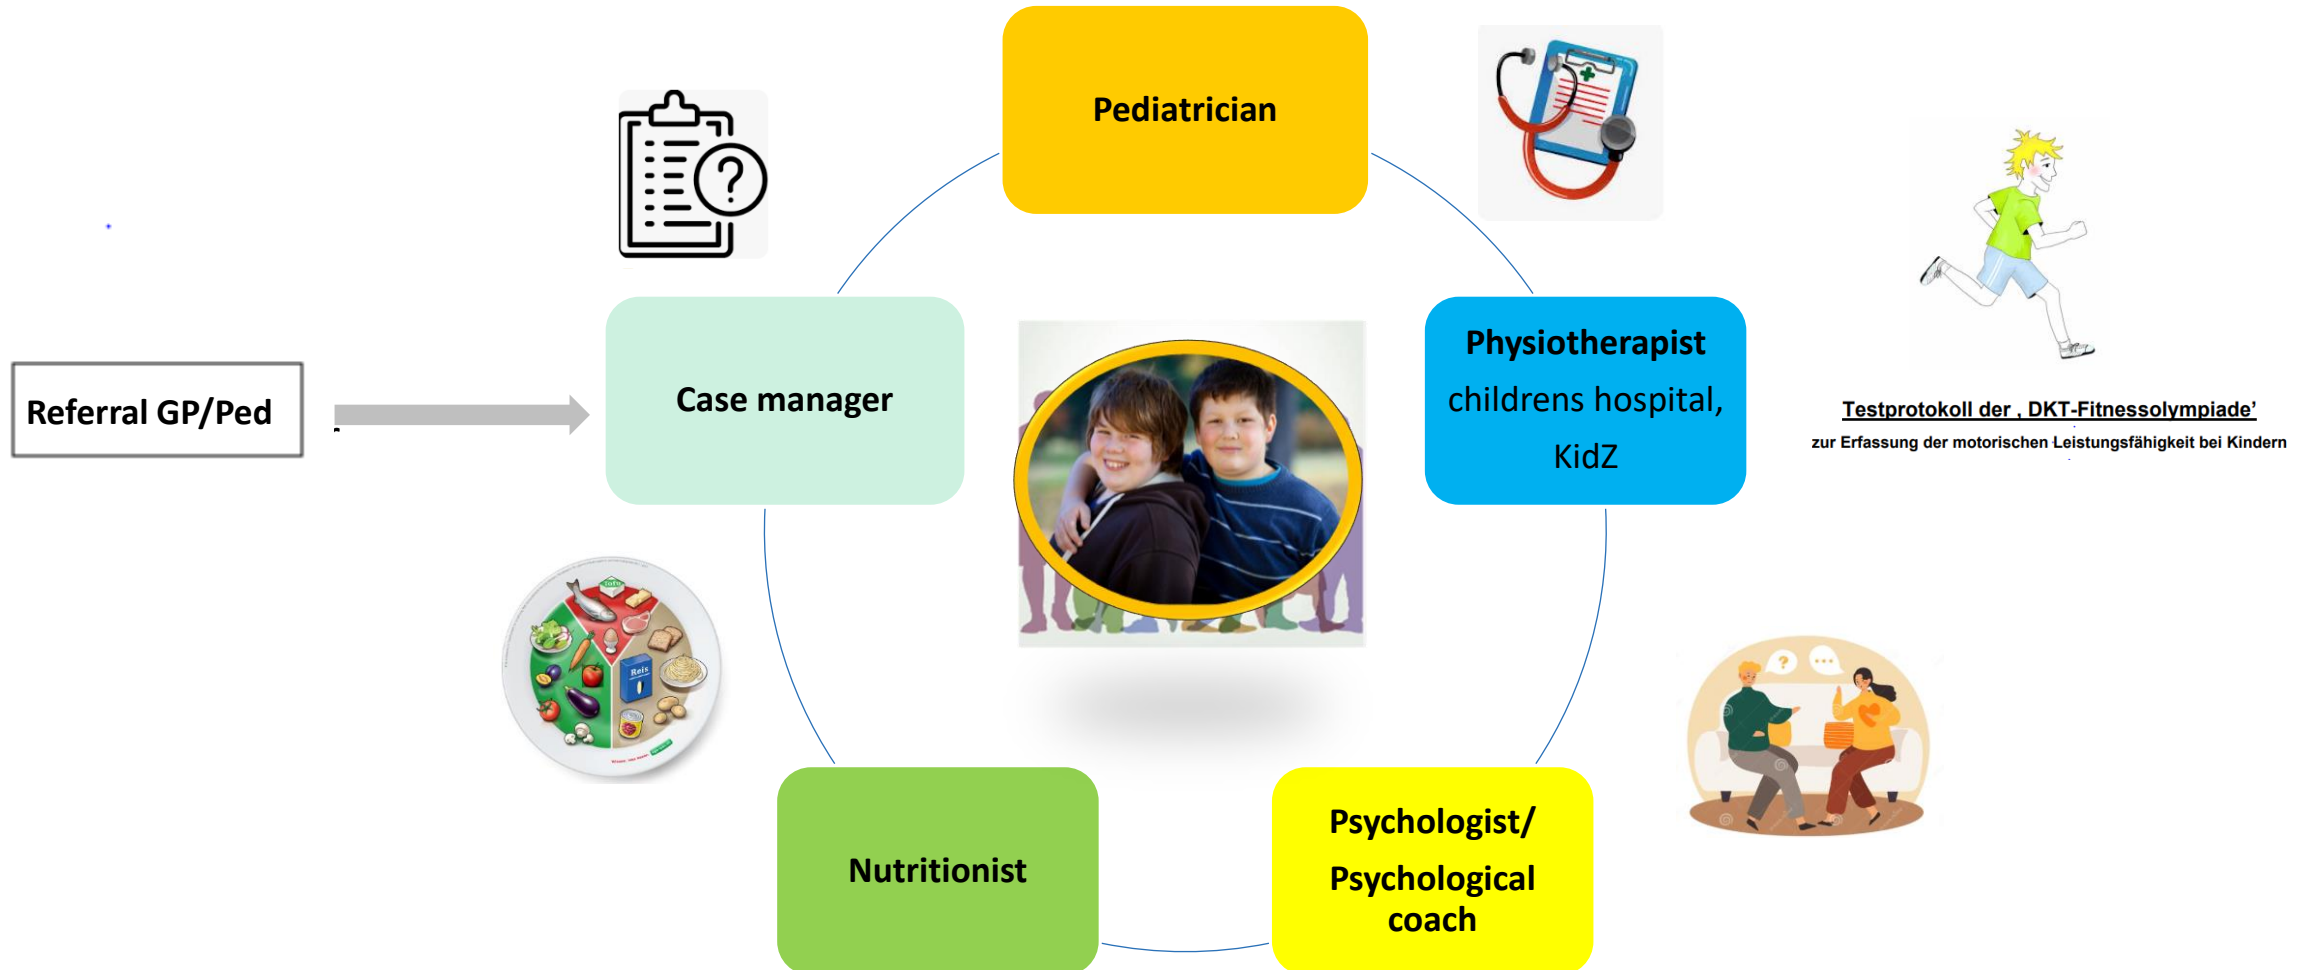 Pediatrician
Referral GP/Ped
Case manager
Physiotherapist
childrens hospital,
KidZ
Testprotokoll der , DKT-Fitnessolympiade’
zur Erfassung der motorischen Leistungsfähigkeit bei Kindern
Reis
Nutritionist
Psychologist/
Psychological
coach